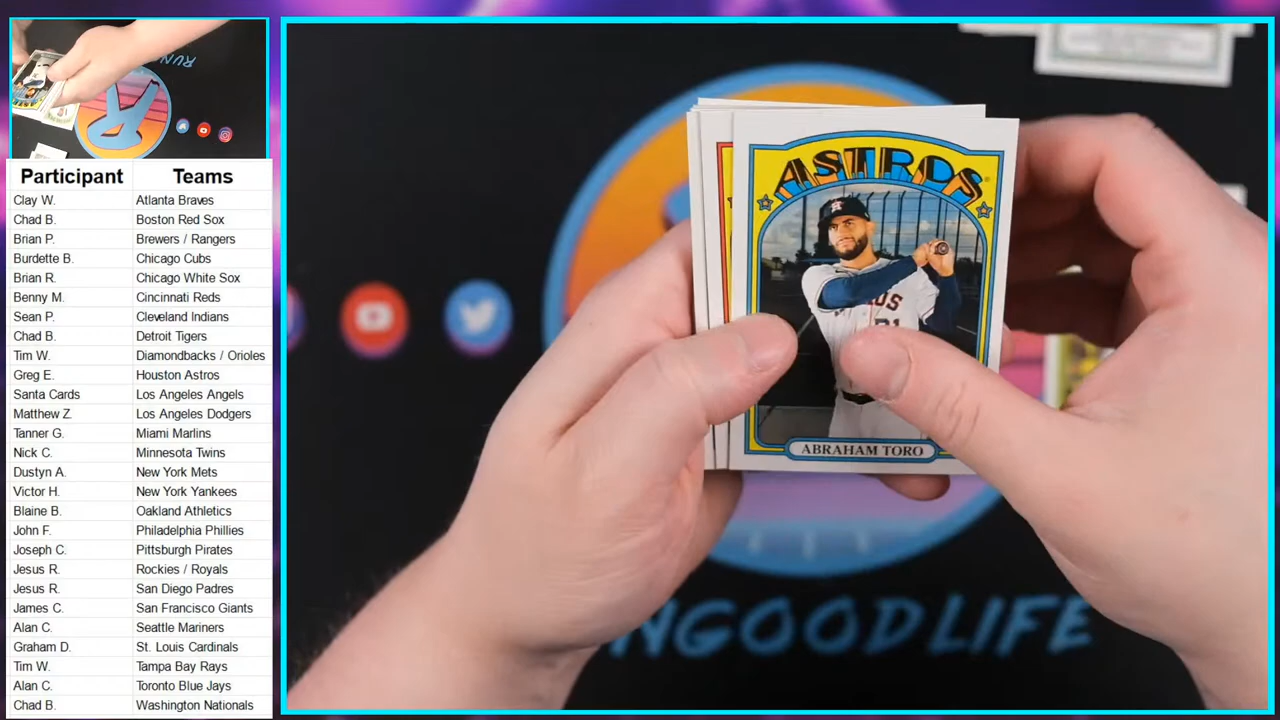 RUN
Participant Teams
Clay W. Atlanta Braves
Chad B. Boston Red Sox
Brian P. Brewers / Rangers
Burdette B. Chicago Cubs
Brian R. Chicago White Sox
Benny M. Cincinnati Reds
Sean P. Cleveland Indians
Chad B. Detroit Tigers
Tim W. Diamondbacks / Orioles
Greg E. Houston Astros
Santa Cards Los Angeles Angels
Matthew Z. Los Angeles Dodgers
Tanner G. Miami Marlins
Nick C. Minnesota Twins
Dustyn A. New York Mets
Victor H. New York Yankees
Blaine B. Oakland Athletics
John F. Philadelphia Phillies
Joseph C. Pittsburgh Pirates
Jesus R. Rockies / Royals
Jesus R. San Diego Padres
James C. San Francisco Giants
Alan C. Seattle Mariners
Graham D. St. Louis Cardinals
Tim W. Tampa Bay Rays
Alan C. Toronto Blue Jays
Chad B. Washington Nationals
ASTROS
ABRAHAM TORO
NGOODLIFE